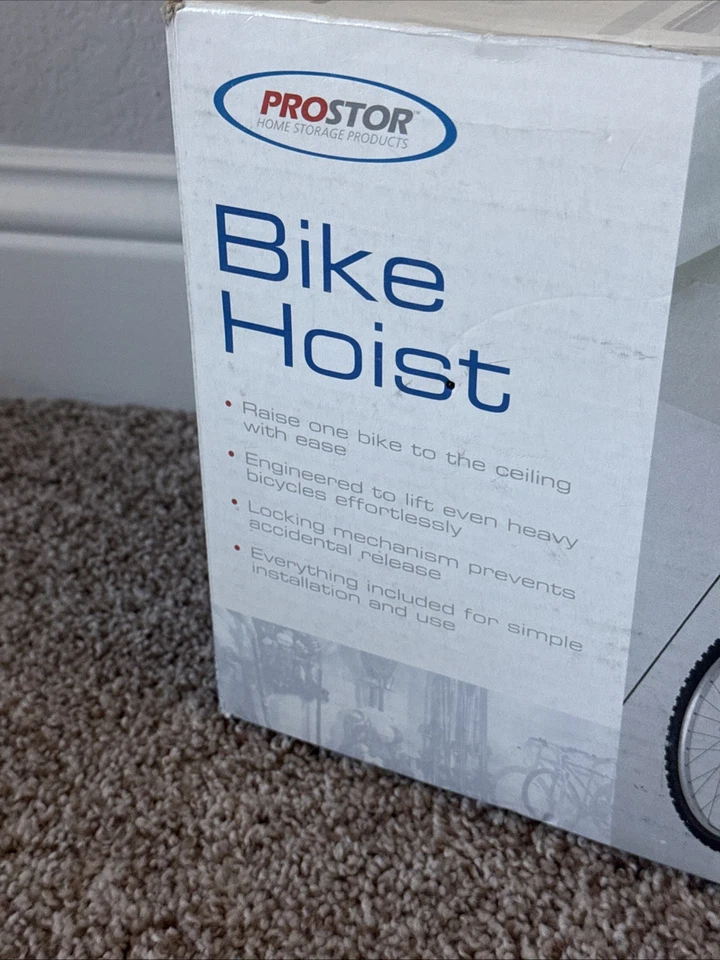 PROSTOR™
HOME STORAGE PRODUCTS
Bike
Hoist
• Raise one bike to the ceiling
with ease
• Engineered to lift even heavy
bicycles effortlessly
• Locking mechanism prevents
accidental release
• Everything included for simple
installation and use